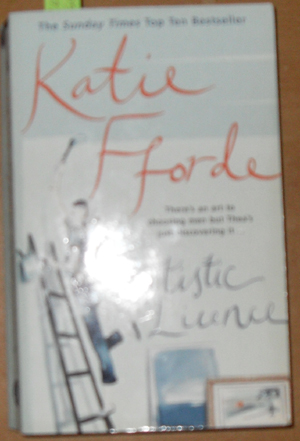 The Sunday Times Top Ten Bestseller
Katie
Fforde
There's an art to
choosing men but Thea's
just discovering it...
Artistic
Licence